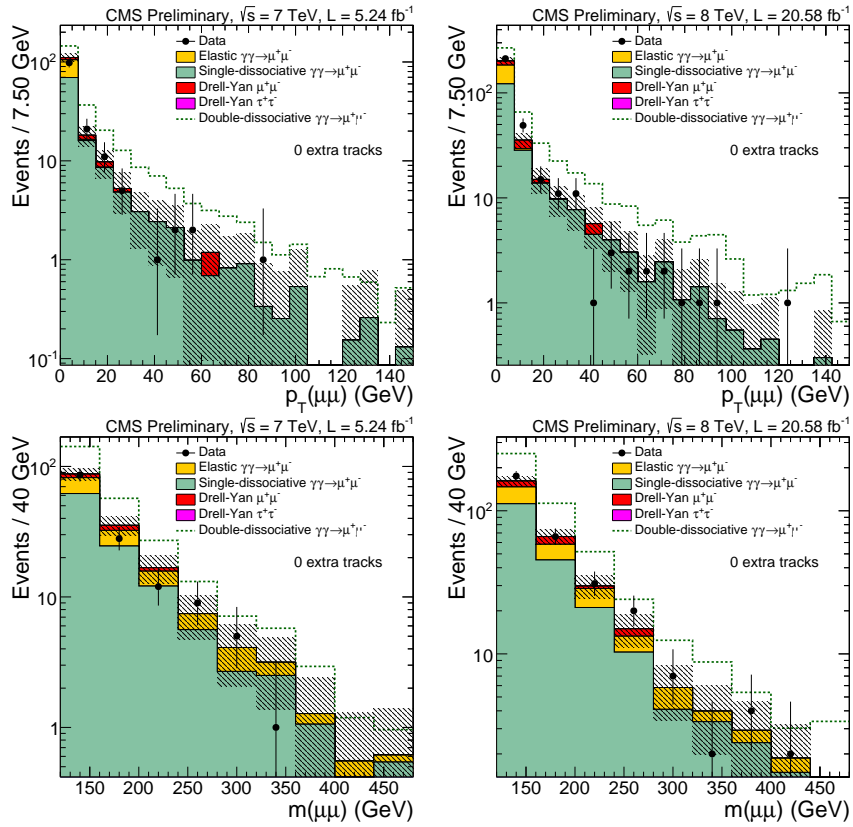 CMS Preliminary, √s = 7 TeV, L = 5.24 fb⁻¹
Events / 7.50 GeV
Data
Elastic γγ→μ⁺μ⁻
Single-dissociative γγ→μ⁺μ⁻
Drell-Yan μ⁺μ⁻
Drell-Yan τ⁺τ⁻
Double-dissociative γγ→μ⁺μ⁻
0 extra tracks
10²
10
1
10⁻¹
0 20 40 60 80 100 120 140
p_T(μμ) (GeV)
CMS Preliminary, √s = 8 TeV, L = 20.58 fb⁻¹
Events / 7.50 GeV
Data
Elastic γγ→μ⁺μ⁻
Single-dissociative γγ→μ⁺μ⁻
Drell-Yan μ⁺μ⁻
Drell-Yan τ⁺τ⁻
Double-dissociative γγ→μ⁺μ⁻
0 extra tracks
10²
10
1
0 20 40 60 80 100 120 140
p_T(μμ) (GeV)
CMS Preliminary, √s = 7 TeV, L = 5.24 fb⁻¹
Events / 40 GeV
Data
Elastic γγ→μ⁺μ⁻
Single-dissociative γγ→μ⁺μ⁻
Drell-Yan μ⁺μ⁻
Drell-Yan τ⁺τ⁻
Double-dissociative γγ→μ⁺μ⁻
0 extra tracks
10²
10
1
150 200 250 300 350 400 450
m(μμ) (GeV)
CMS Preliminary, √s = 8 TeV, L = 20.58 fb⁻¹
Events / 40 GeV
Data
Elastic γγ→μ⁺μ⁻
Single-dissociative γγ→μ⁺μ⁻
Drell-Yan μ⁺μ⁻
Drell-Yan τ⁺τ⁻
Double-dissociative γγ→μ⁺μ⁻
0 extra tracks
10²
10
150 200 250 300 350 400 450
m(μμ) (GeV)